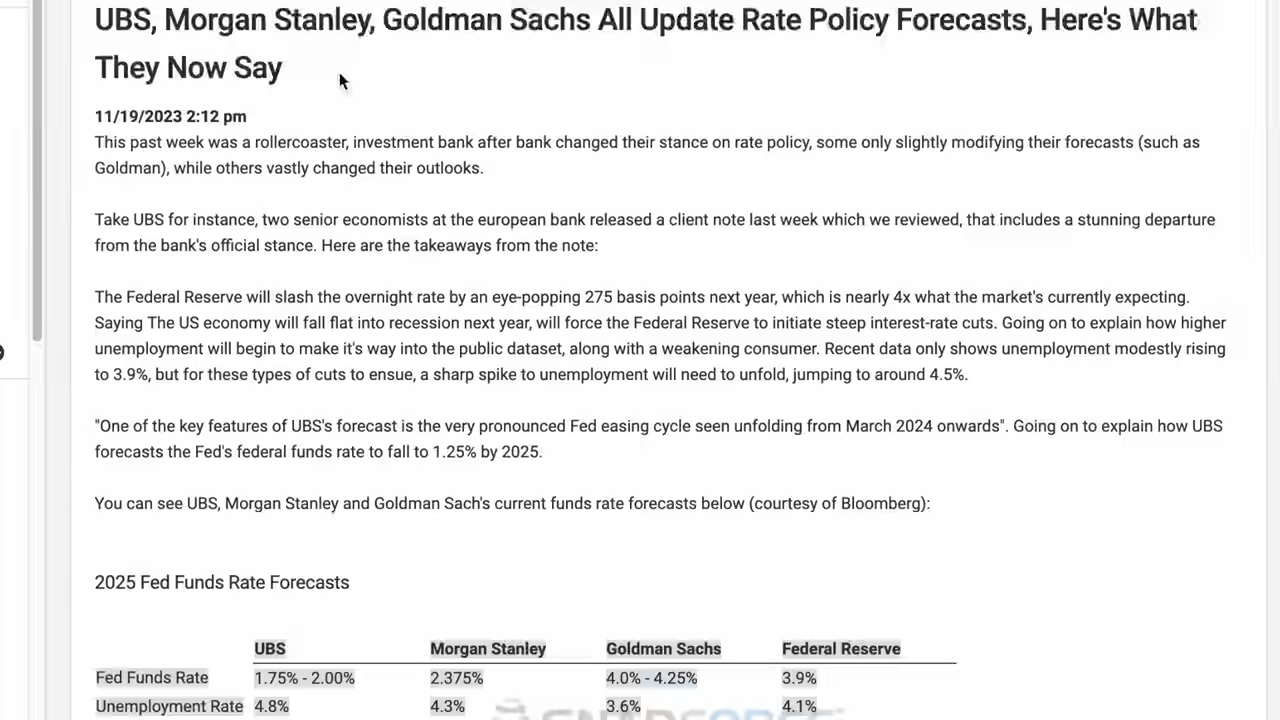 UBS, Morgan Stanley, Goldman Sachs All Update Rate Policy Forecasts, Here's What
They Now Say
11/19/2023 2:12 pm
This past week was a rollercoaster, investment bank after bank changed their stance on rate policy, some only slightly modifying their forecasts (such as
Goldman), while others vastly changed their outlooks.
Take UBS for instance, two senior economists at the european bank released a client note last week which we reviewed, that includes a stunning departure
from the bank's official stance. Here are the takeaways from the note:
The Federal Reserve will slash the overnight rate by an eye-popping 275 basis points next year, which is nearly 4x what the market's currently expecting.
Saying The US economy will fall flat into recession next year, will force the Federal Reserve to initiate steep interest-rate cuts. Going on to explain how higher
unemployment will begin to make it's way into the public dataset, along with a weakening consumer. Recent data only shows unemployment modestly rising
to 3.9%, but for these types of cuts to ensue, a sharp spike to unemployment will need to unfold, jumping to around 4.5%.
"One of the key features of UBS's forecast is the very pronounced Fed easing cycle seen unfolding from March 2024 onwards". Going on to explain how UBS
forecasts the Fed's federal funds rate to fall to 1.25% by 2025.
You can see UBS, Morgan Stanley and Goldman Sach's current funds rate forecasts below (courtesy of Bloomberg):
2025 Fed Funds Rate Forecasts
UBS Morgan Stanley Goldman Sachs Federal Reserve
Fed Funds Rate 1.75% - 2.00% 2.375% 4.0% - 4.25% 3.9%
Unemployment Rate 4.8% 4.3% 3.6% 4.1%